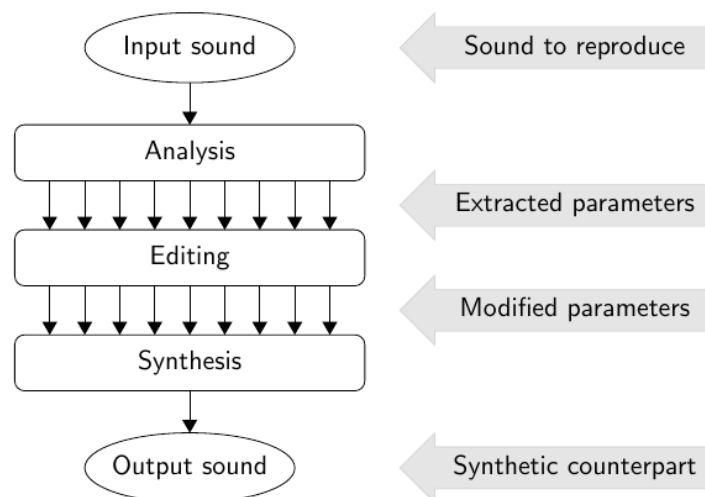 Input sound
Sound to reproduce
Analysis
Extracted parameters
Editing
Modified parameters
Synthesis
Output sound
Synthetic counterpart